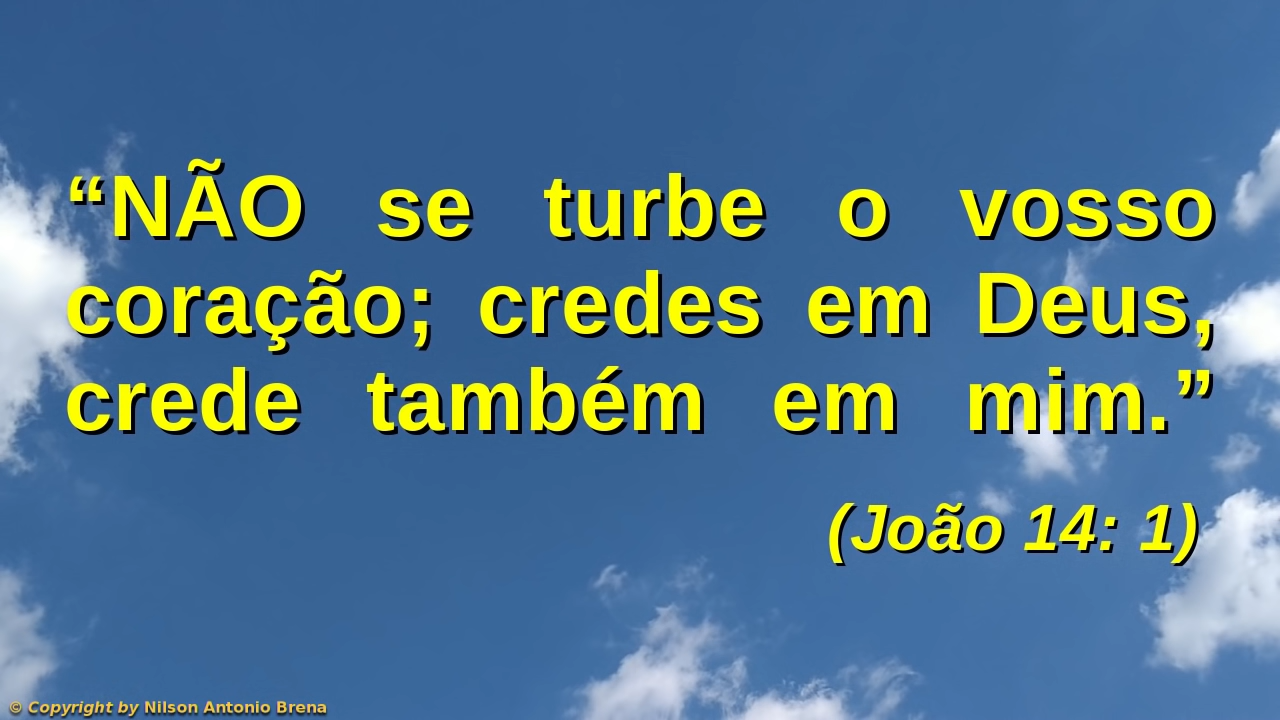 “NÃO se turbe o vosso
coração; credes em Deus,
crede também em mim.”
(João 14: 1)
© Copyright by Nilson Antonio Brena